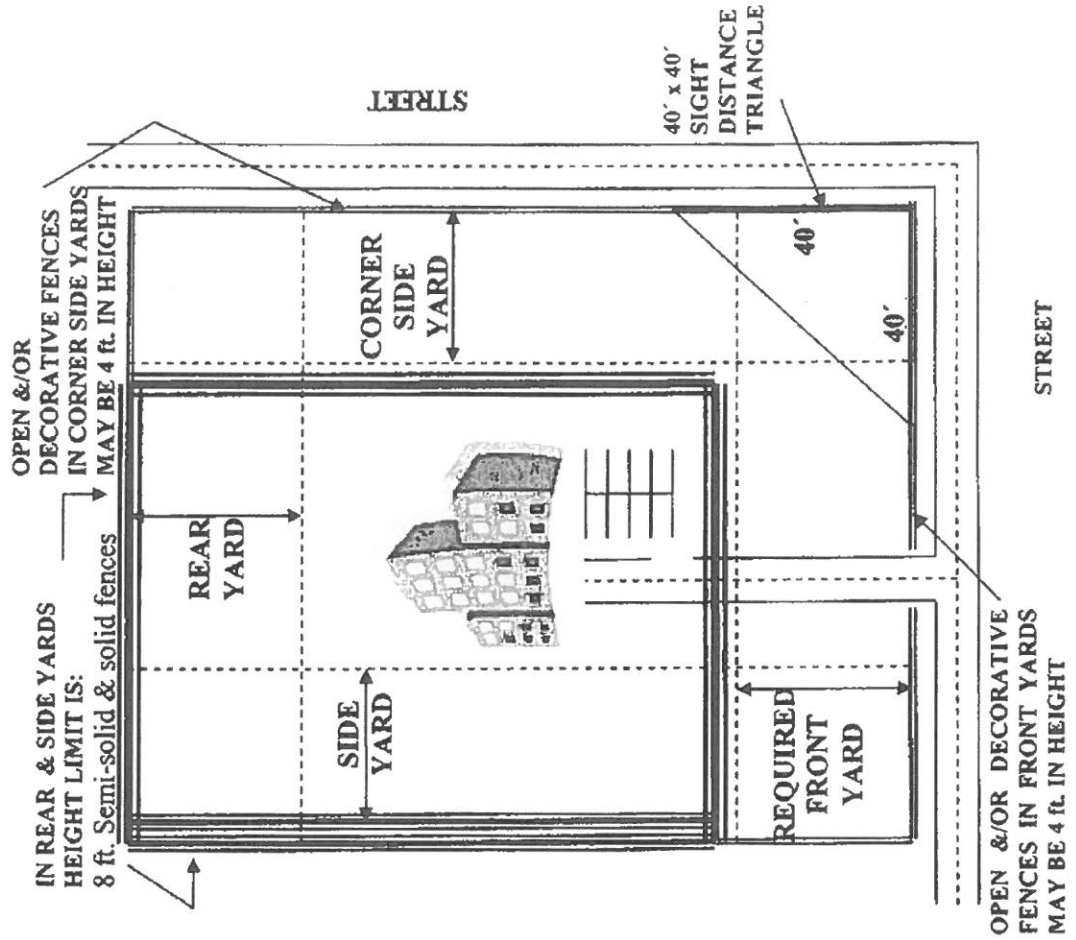 IN REAR & SIDE YARDS
HEIGHT LIMIT IS:
8 ft. Semi-solid & solid fences
OPEN &/OR
DECORATIVE FENCES
IN CORNER SIDE YARDS
MAY BE 4 ft. IN HEIGHT
STREET
REAR
YARD
CORNER
SIDE
YARD
SIDE
YARD
40´ x 40´
SIGHT
DISTANCE
TRIANGLE
40´
40´
REQUIRED
FRONT
YARD
STREET
OPEN &/OR DECORATIVE
FENCES IN FRONT YARDS
MAY BE 4 ft. IN HEIGHT